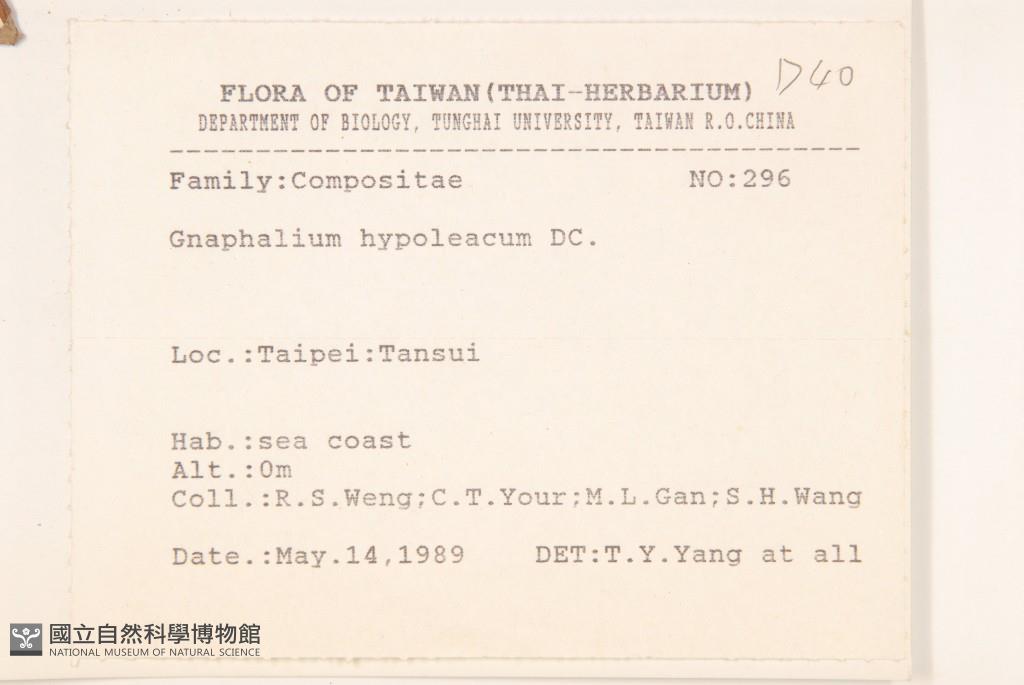 D40
FLORA OF TAIWAN(THAI-HERBARIUM)
DEPARTMENT OF BIOLOGY, TUNGHAI UNIVERSITY, TAIWAN R.O.CHINA
Family:Compositae NO:296
Gnaphalium hypoleacum DC.
Loc.:Taipei:Tansui
Hab.:sea coast
Alt.:0m
Coll.:R.S.Weng;C.T.Your;M.L.Gan;S.H.Wang
Date.:May.14,1989 DET:T.Y.Yang at all
國立自然科學博物館
NATIONAL MUSEUM OF NATURAL SCIENCE